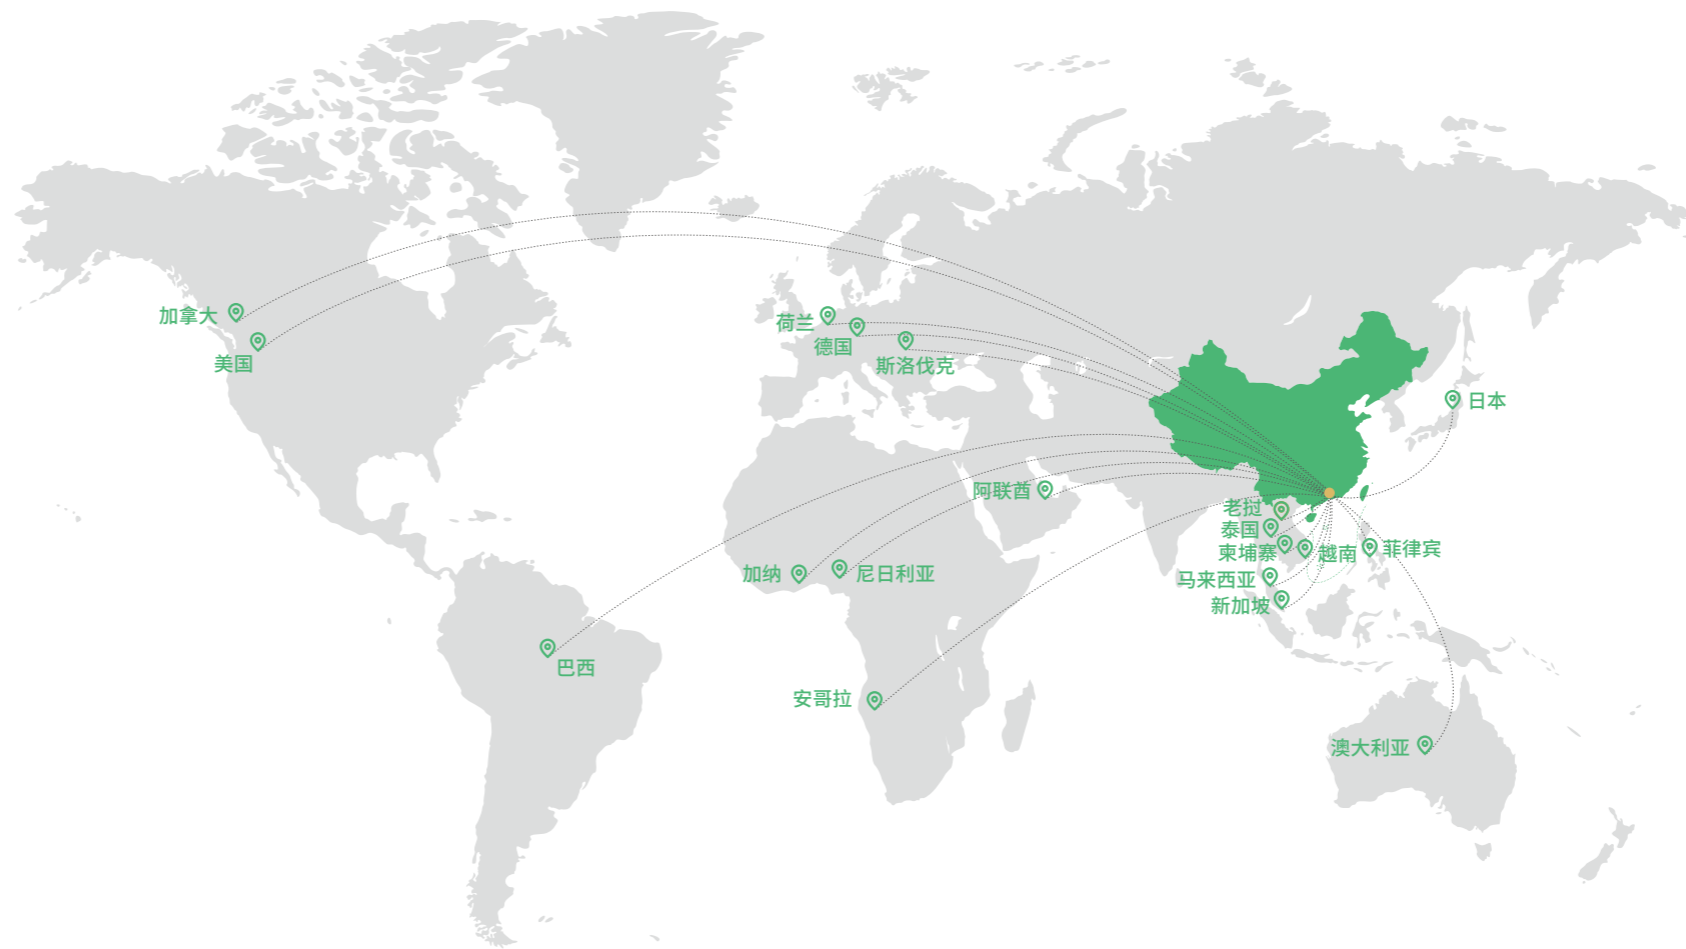 加拿大
美国
荷兰
德国
斯洛伐克
日本
阿联酋
老挝
泰国
柬埔寨
越南
菲律宾
马来西亚
新加坡
加纳
尼日利亚
巴西
安哥拉
澳大利亚